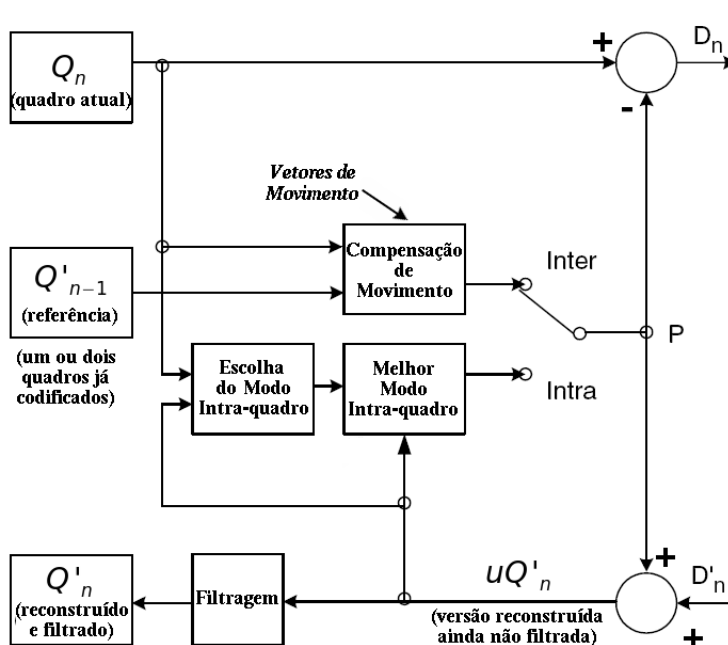 Qn
(quadro atual)
+
Dn
-
Vetores de
Movimento
Compensação
de
Movimento
Inter
Q'n−1
(referência)
(um ou dois
quadros já
codificados)
P
Escolha
do Modo
Intra-quadro
Melhor
Modo
Intra-quadro
Intra
Q'n
(reconstruído
e filtrado)
Filtragem
uQ'n
(versão reconstruída
ainda não filtrada)
+
D'n
+